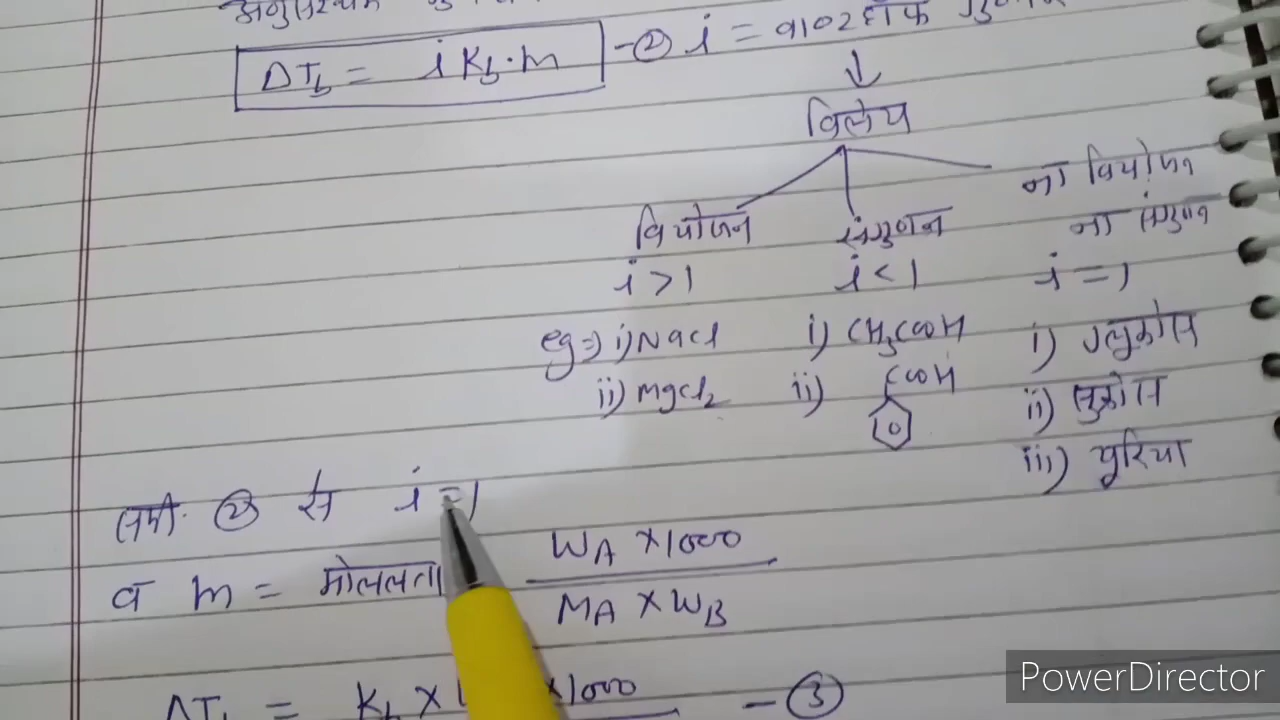 ΔTb = i Kb·m -② i = वान्टहॉफ
↓
विलेय
वियोजन संगुणन ना वियोजन
ना संगुणन
i > 1 i < 1 i = 1
eg⇒ i) NaCl i) CH3COOH i) ग्लूकोस
ii) MgCl2 ii) COOH ii) सुक्रोस
iii) यूरिया
समी. ② से i = 1
व m = मोललता WA × 1000
MA × WB
= Kb × ×1000 - ③
PowerDirector